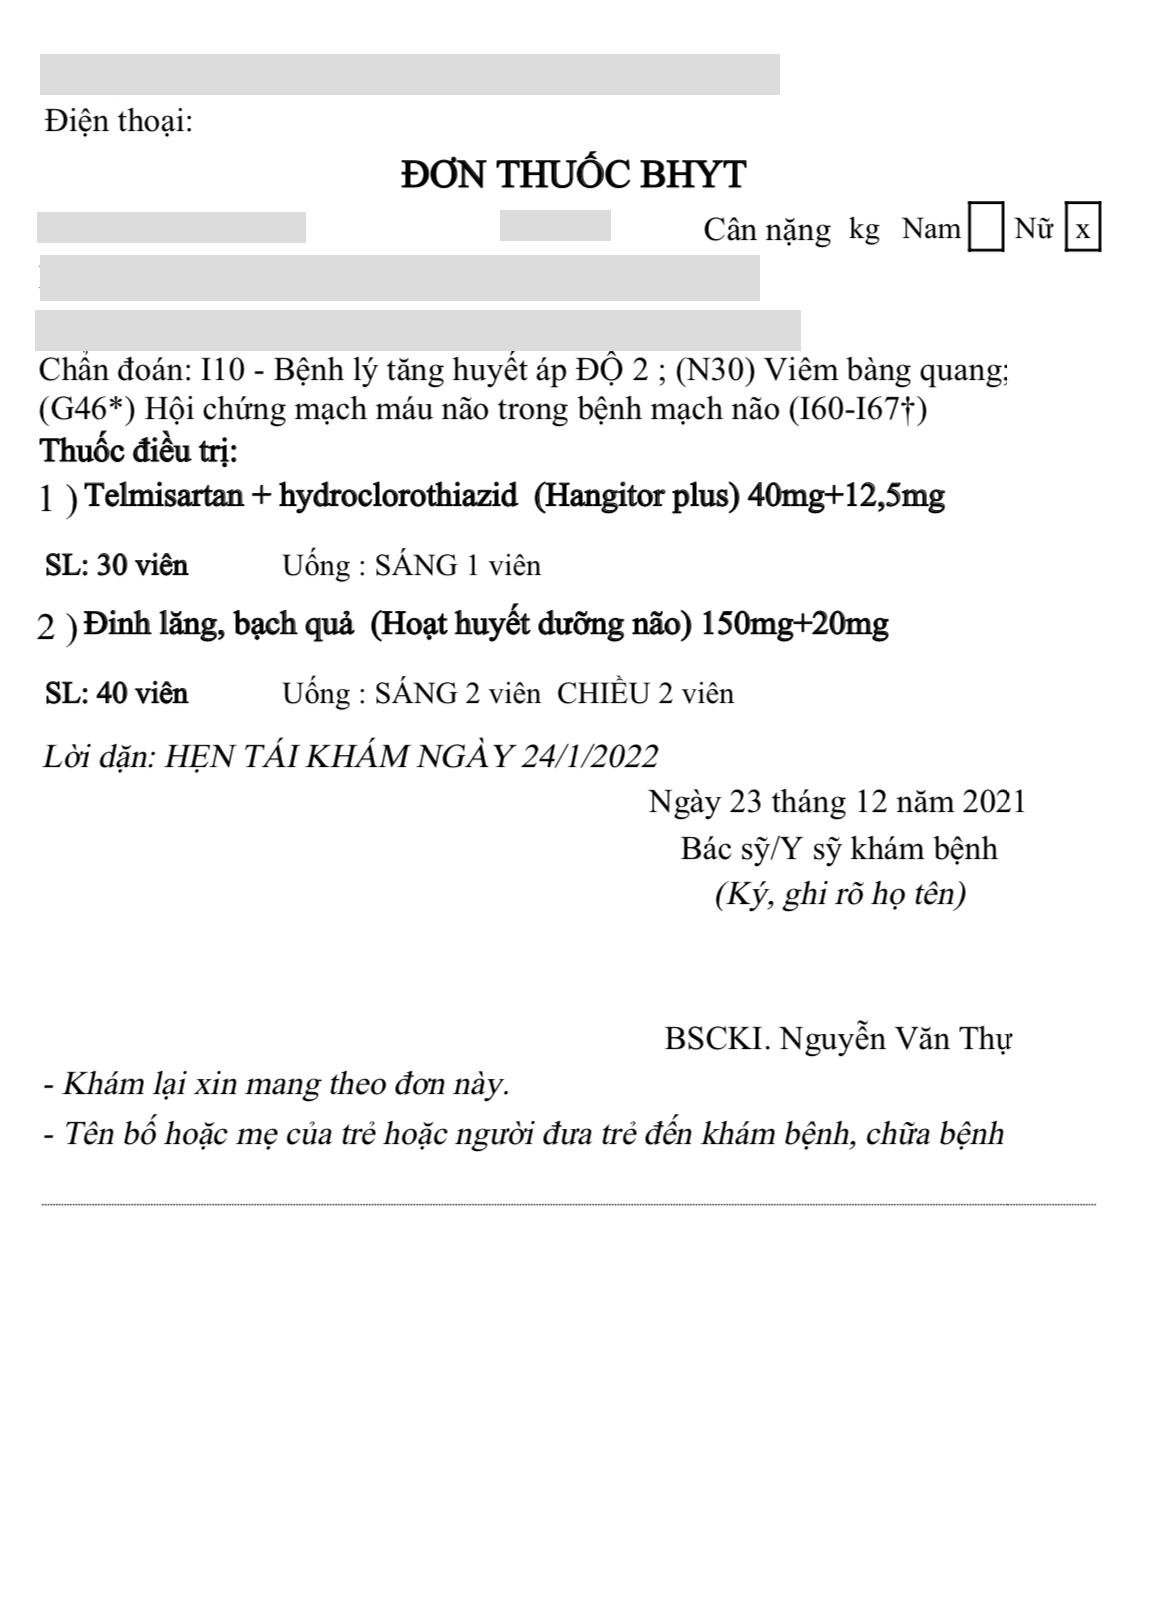 Điện thoại:
ĐƠN THUỐC BHYT
Cân nặng kg Nam Nữ x
Chẩn đoán: I10 - Bệnh lý tăng huyết áp ĐỘ 2 ; (N30) Viêm bàng quang;
(G46*) Hội chứng mạch máu não trong bệnh mạch não (I60-I67†)
Thuốc điều trị:
1 ) Telmisartan + hydroclorothiazid (Hangitor plus) 40mg+12,5mg
SL: 30 viên Uống : SÁNG 1 viên
2 ) Đinh lăng, bạch quả (Hoạt huyết dưỡng não) 150mg+20mg
SL: 40 viên Uống : SÁNG 2 viên CHIỀU 2 viên
Lời dặn: HẸN TÁI KHÁM NGÀY 24/1/2022
Ngày 23 tháng 12 năm 2021
Bác sỹ/Y sỹ khám bệnh
(Ký, ghi rõ họ tên)
BSCKI. Nguyễn Văn Thự
- Khám lại xin mang theo đơn này.
- Tên bố hoặc mẹ của trẻ hoặc người đưa trẻ đến khám bệnh, chữa bệnh